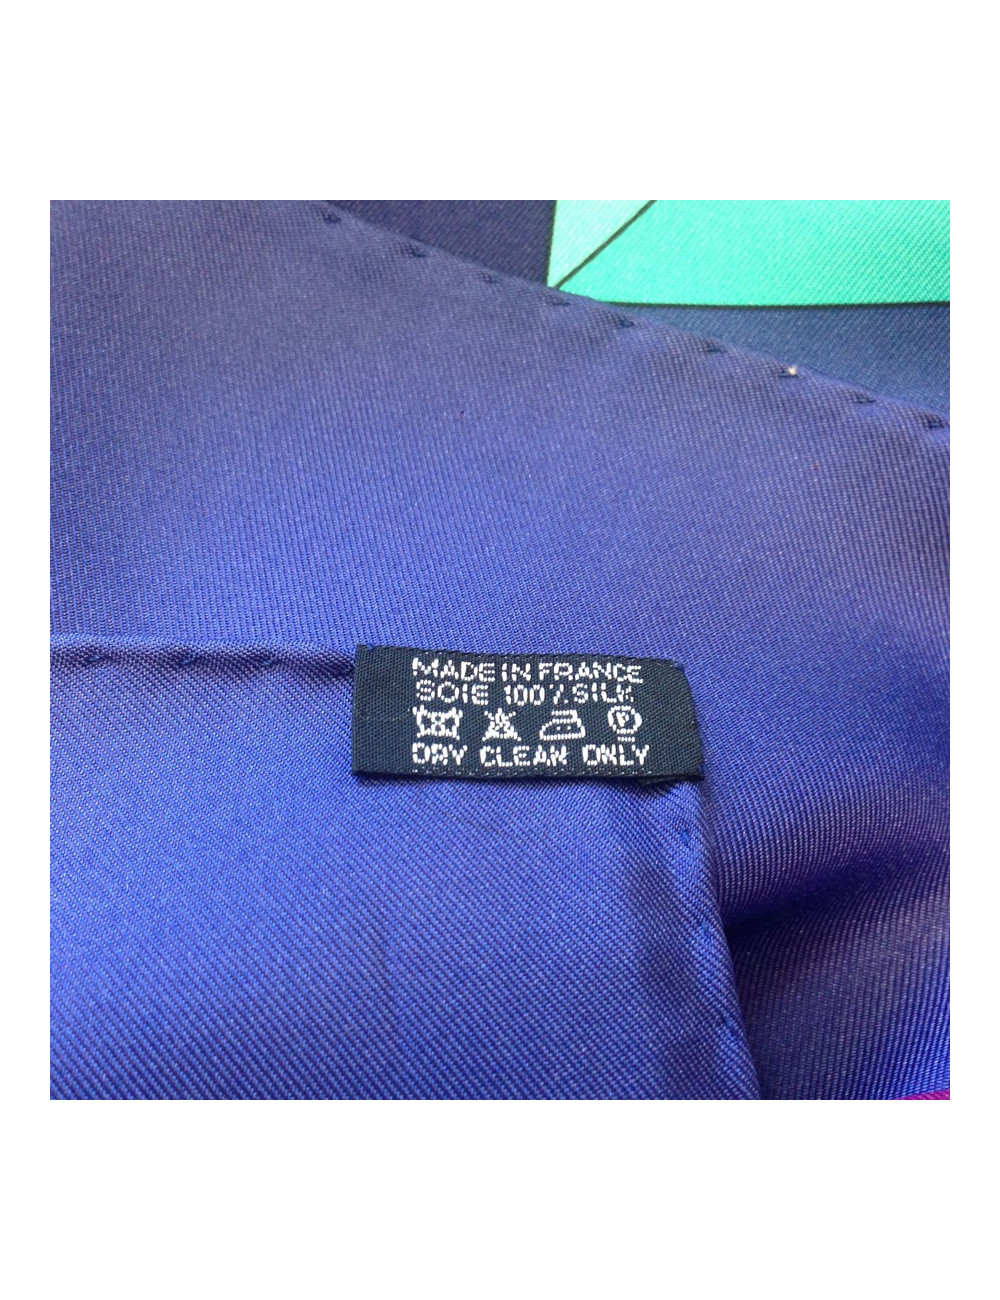 MADE IN FRANCE
SOIE 100% SILK
P
DRY CLEAN ONLY